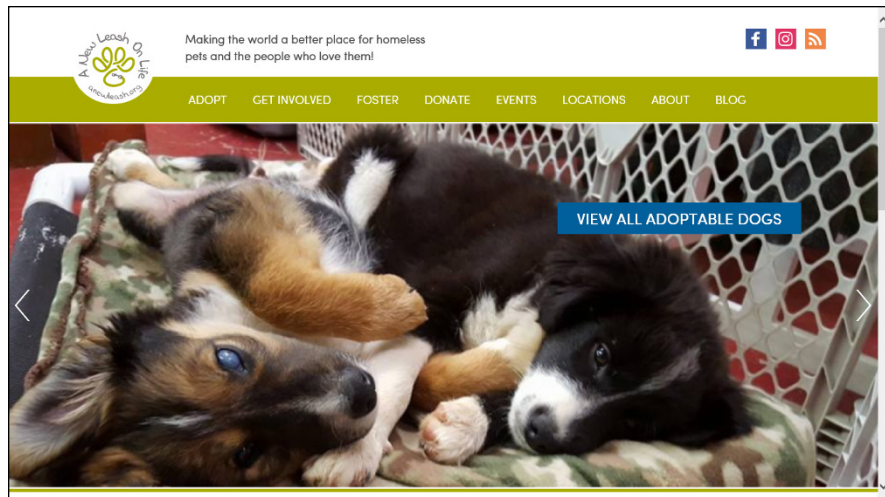 A New Leash On Life
anewleash.org
Making the world a better place for homeless
pets and the people who love them!
ADOPT GET INVOLVED FOSTER DONATE EVENTS LOCATIONS ABOUT BLOG
VIEW ALL ADOPTABLE DOGS